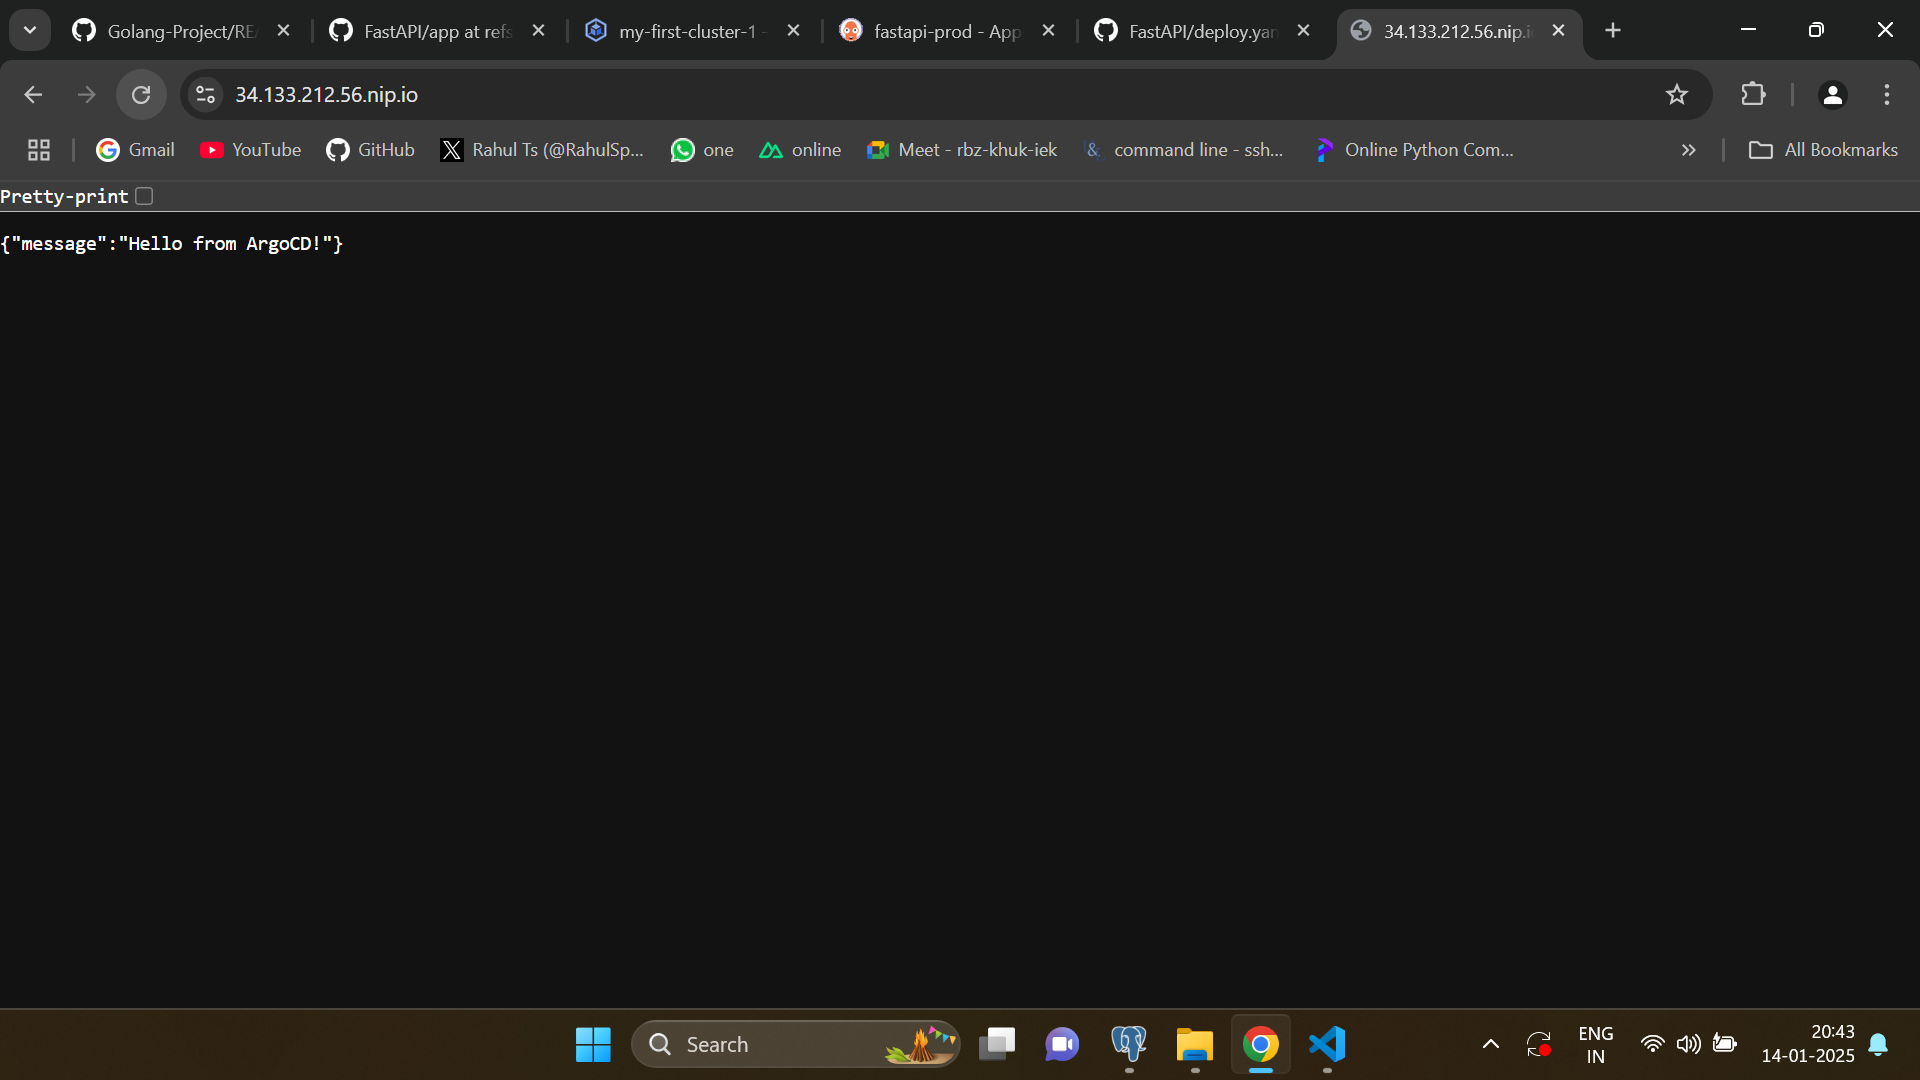 Golang-Project/RE
FastAPI/app at refs
my-first-cluster-1 -
fastapi-prod - App
FastAPI/deploy.yam
34.133.212.56.nip.i
34.133.212.56.nip.io
Gmail
YouTube
GitHub
Rahul Ts (@RahulSp...
one
online
Meet - rbz-khuk-iek
command line - ssh...
Online Python Com...
All Bookmarks
Pretty-print
{"message":"Hello from ArgoCD!"}
Search
ENG
IN
20:43
14-01-2025